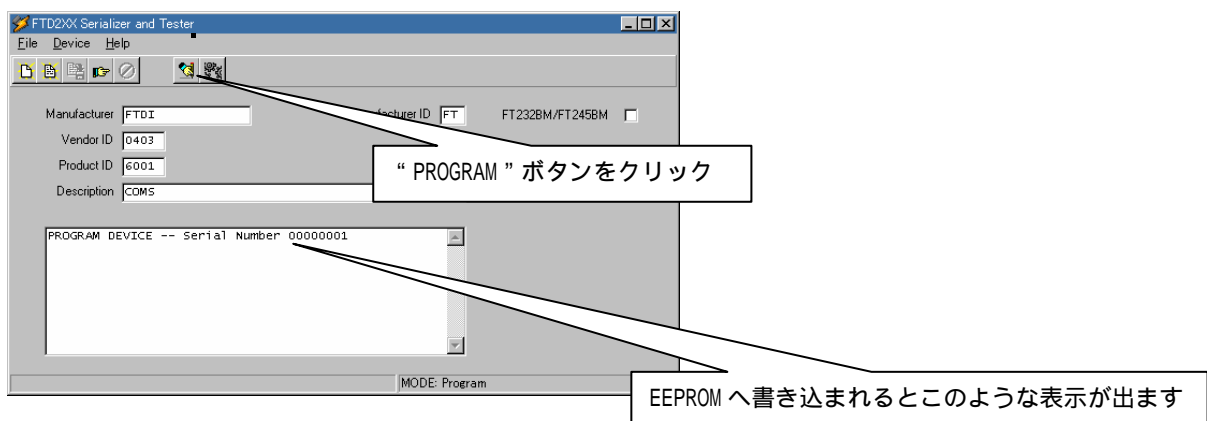 FTD2XX Serializer and Tester
File Device Help
Manufacturer FTDI
acturer ID FT
FT232BM/FT245BM
Vendor ID 0403
Product ID 6001
Description COMS
“ PROGRAM ” ボタンをクリック
PROGRAM DEVICE -- Serial Number 00000001
MODE: Program
EEPROM へ書き込まれるとこのような表示が出ます